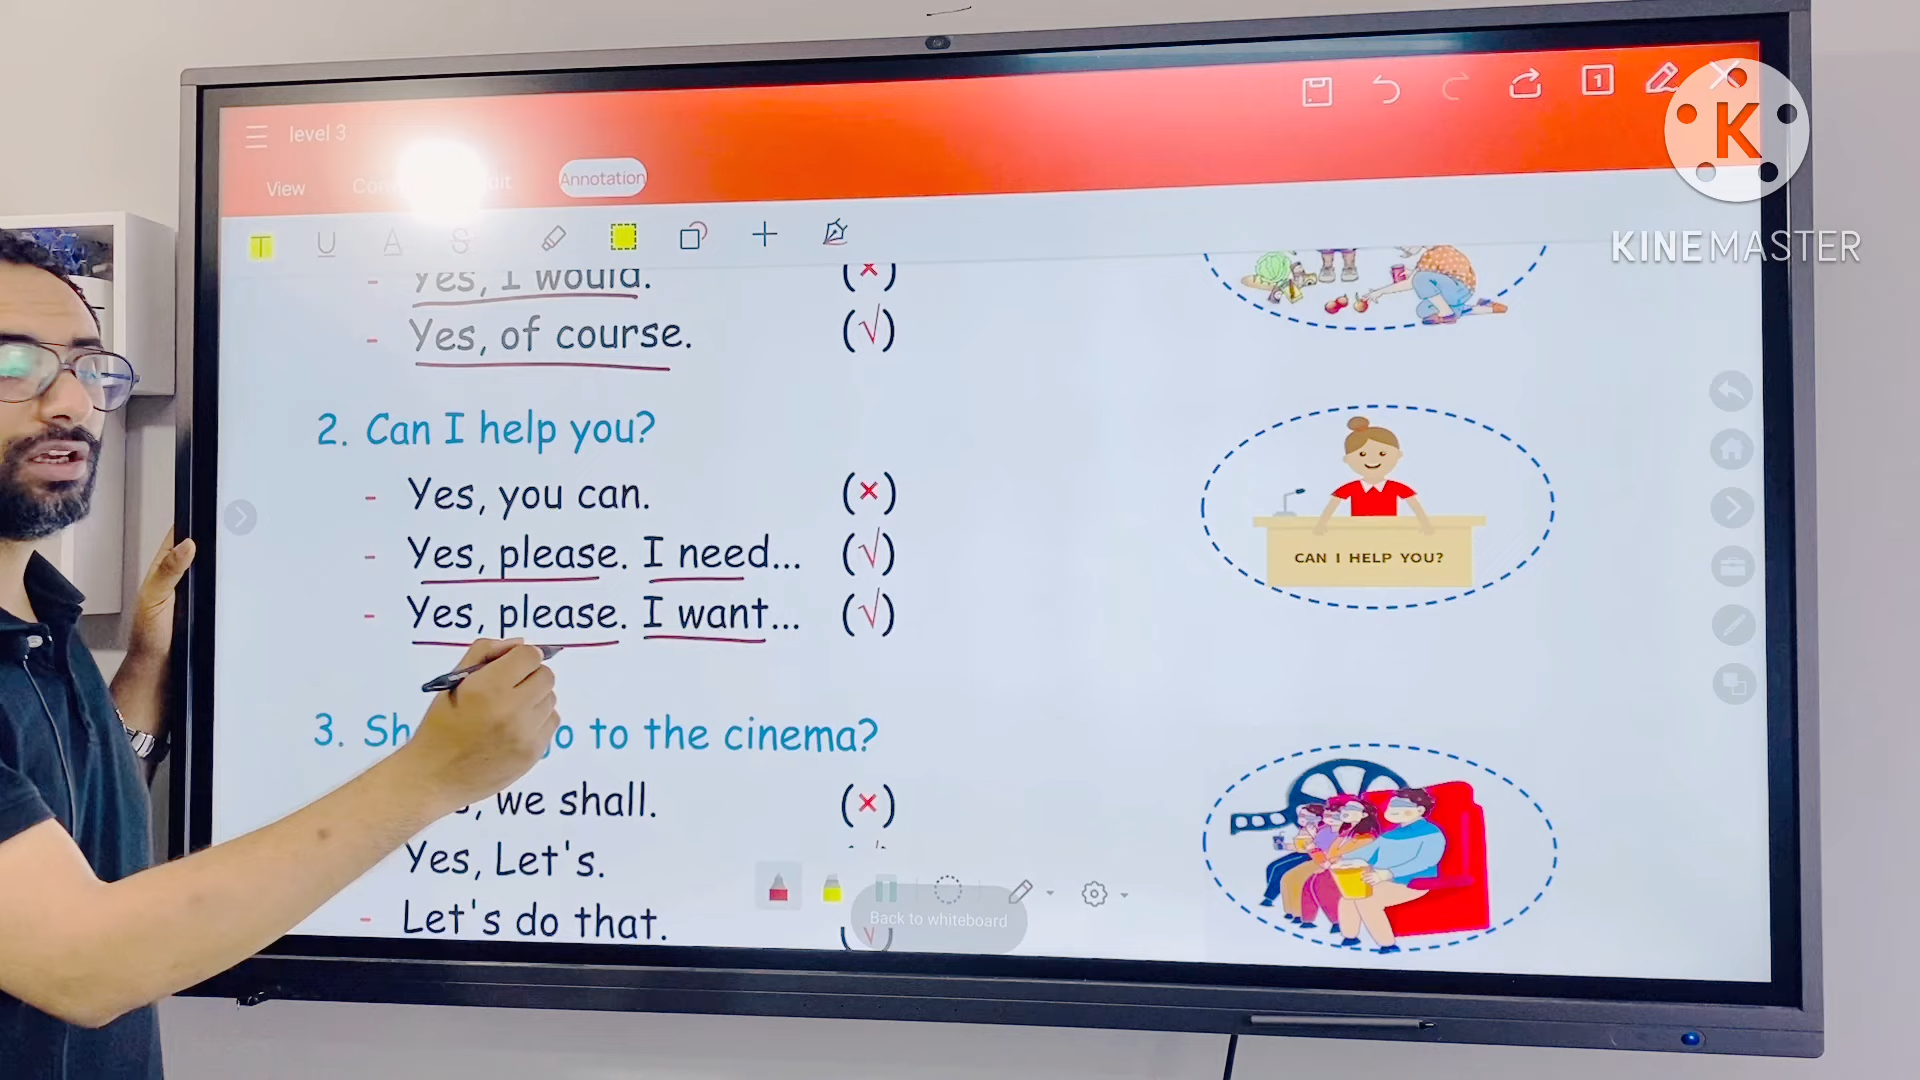 level 3
View
Annotation
KINEMASTER
- Yes, I would. (×)
- Yes, of course. (√)
2. Can I help you?
- Yes, you can. (×)
- Yes, please. I need... (√)
- Yes, please. I want... (√)
CAN I HELP YOU?
3. Sh go to the cinema?
, we shall. (×)
Yes, Let's.
- Let's do that. (√)
Back to whiteboard